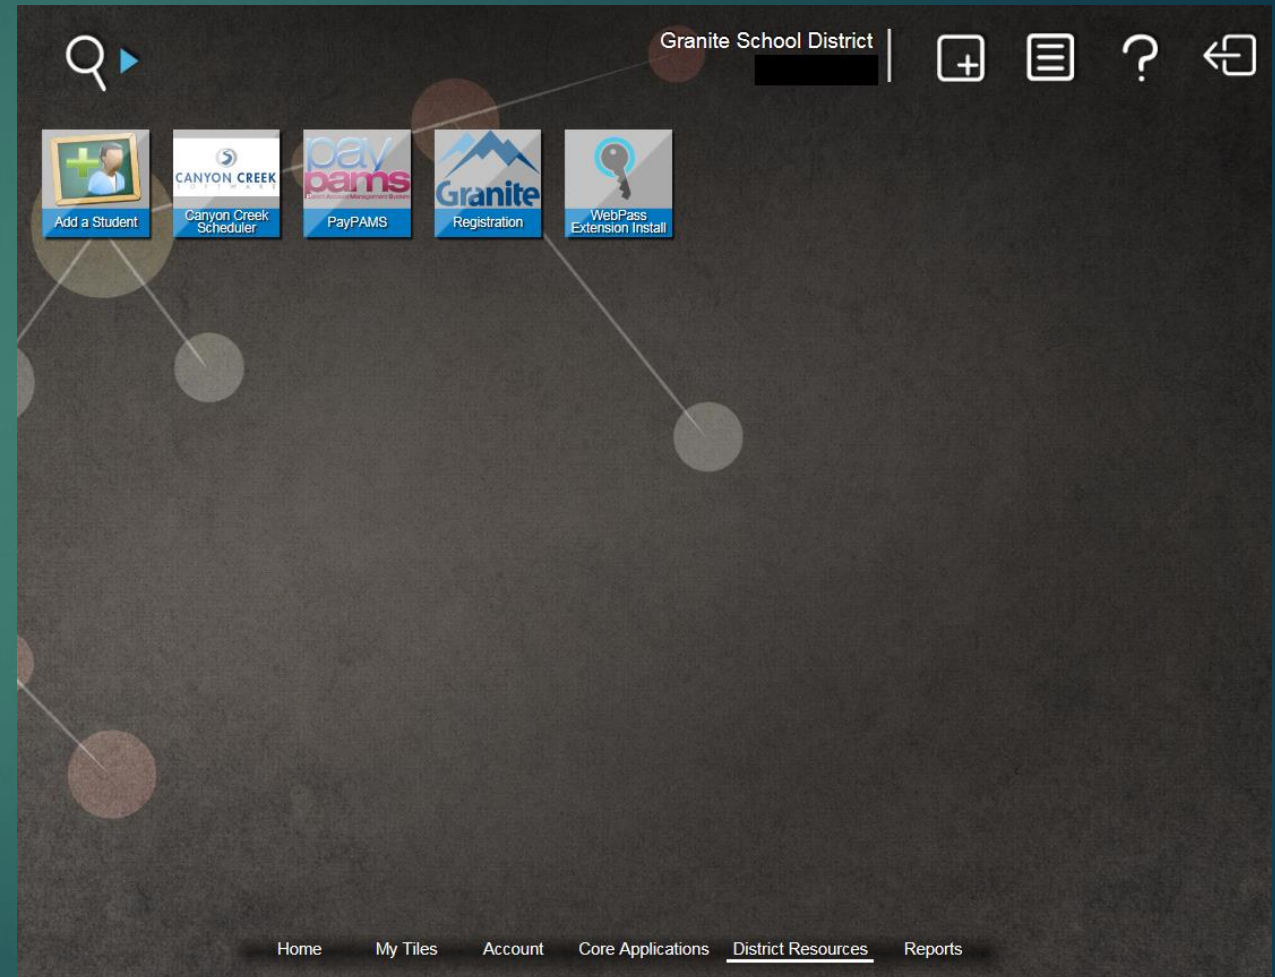 Granite School District
CANYON CREEK
SOFTWARE
pay
pams
Granite
Add a Student
Canyon Creek
Scheduler
PayPAMS
Registration
WebPass
Extension Install
Home
My Tiles
Account
Core Applications
District Resources
Reports